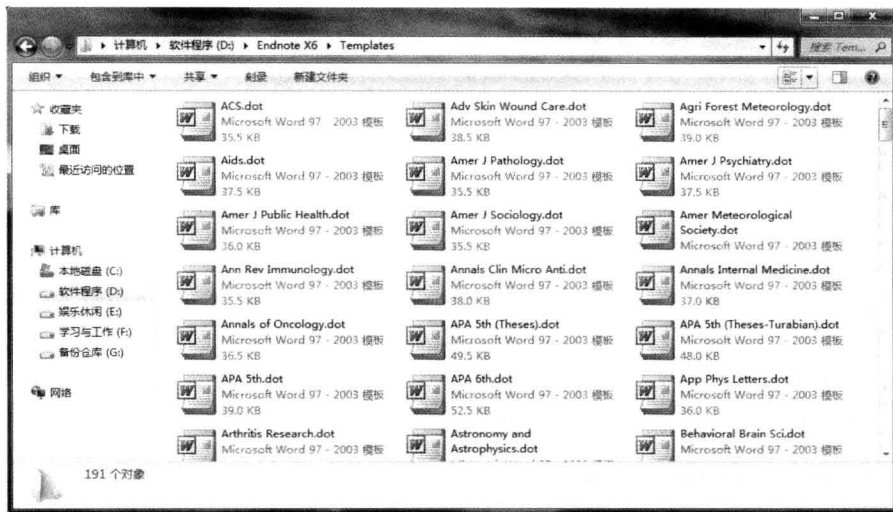 计算机 ▸ 软件程序 (D:) ▸ Endnote X6 ▸ Templates
搜索 Tem...
组织 ▾ 包含到库中 ▾ 共享 ▾ 刻录 新建文件夹
收藏夹
下载
桌面
最近访问的位置
库
计算机
本地磁盘 (C:)
软件程序 (D:)
娱乐休闲 (E:)
学习与工作 (F:)
备份仓库 (G:)
网络
ACS.dot
Microsoft Word 97 - 2003 模板
35.5 KB
Adv Skin Wound Care.dot
Microsoft Word 97 - 2003 模板
38.5 KB
Agri Forest Meteorology.dot
Microsoft Word 97 - 2003 模板
39.0 KB
Aids.dot
Microsoft Word 97 - 2003 模板
37.5 KB
Amer J Pathology.dot
Microsoft Word 97 - 2003 模板
35.5 KB
Amer J Psychiatry.dot
Microsoft Word 97 - 2003 模板
37.5 KB
Amer J Public Health.dot
Microsoft Word 97 - 2003 模板
36.0 KB
Amer J Sociology.dot
Microsoft Word 97 - 2003 模板
35.5 KB
Amer Meteorological
Society.dot
Microsoft Word 97 - 2003 模板
Ann Rev Immunology.dot
Microsoft Word 97 - 2003 模板
35.5 KB
Annals Clin Micro Anti.dot
Microsoft Word 97 - 2003 模板
38.0 KB
Annals Internal Medicine.dot
Microsoft Word 97 - 2003 模板
37.0 KB
Annals of Oncology.dot
Microsoft Word 97 - 2003 模板
36.5 KB
APA 5th (Theses).dot
Microsoft Word 97 - 2003 模板
49.5 KB
APA 5th (Theses-Turabian).dot
Microsoft Word 97 - 2003 模板
48.0 KB
APA 5th.dot
Microsoft Word 97 - 2003 模板
39.0 KB
APA 6th.dot
Microsoft Word 97 - 2003 模板
52.5 KB
App Phys Letters.dot
Microsoft Word 97 - 2003 模板
36.0 KB
Arthritis Research.dot
Microsoft Word 97 - 2003 模板
Astronomy and
Astrophysics.dot
Behavioral Brain Sci.dot
Microsoft Word 97 - 2003 模板
191 个对象